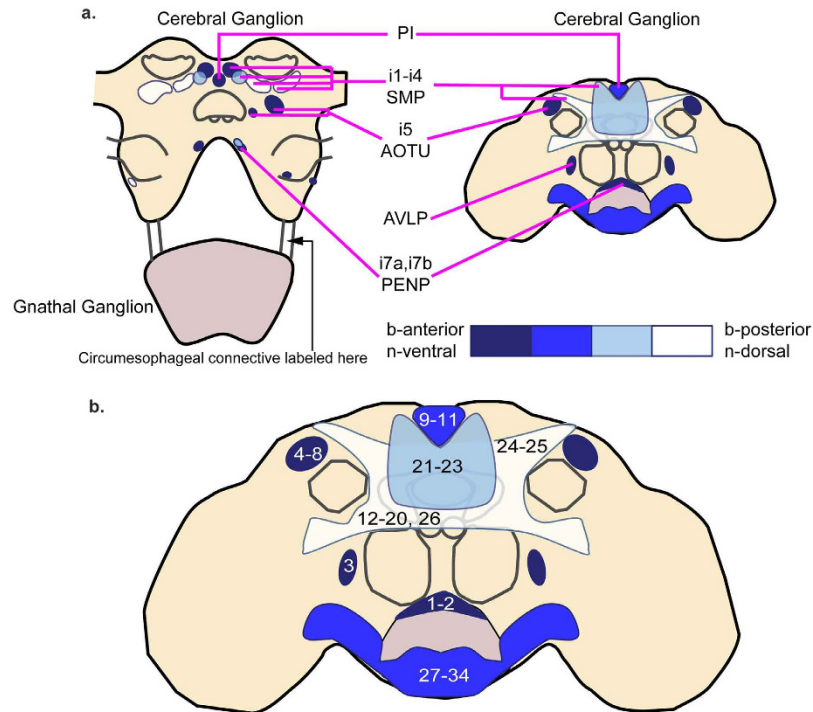 a.
Cerebral Ganglion
Cerebral Ganglion
PI
i1-i4
SMP
i5
AOTU
AVLP
i7a,i7b
PENP
Gnathal Ganglion
Circumesophageal connective labeled here
b-anterior
n-ventral
b-posterior
n-dorsal
b.
9-11
4-8
24-25
21-23
12-20, 26
3
1-2
27-34